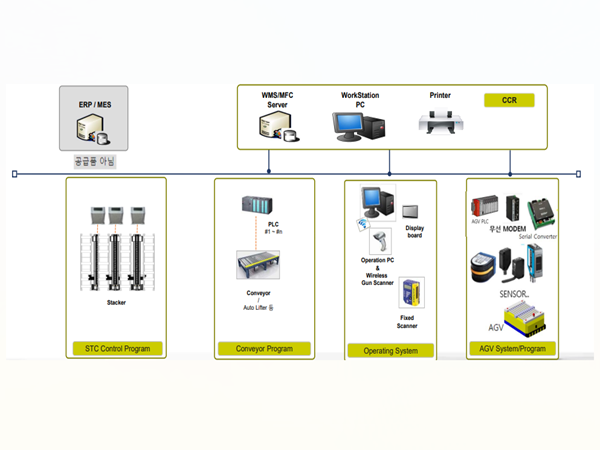 ERP / MES
공급품 아님
WMS/MFC
Server
WorkStation
PC
Printer
CCR
Stacker
STC Control Program
PLC
#1 ~ #n
Conveyor
/
Auto Lifter 등
Conveyor Program
Display
board
Operation PC
&
Wireless
Gun Scanner
Fixed
Scanner
Operating System
AGV PLC
무선 MODEM
Serial Converter
SENSOR..
AGV
AGV System/Program